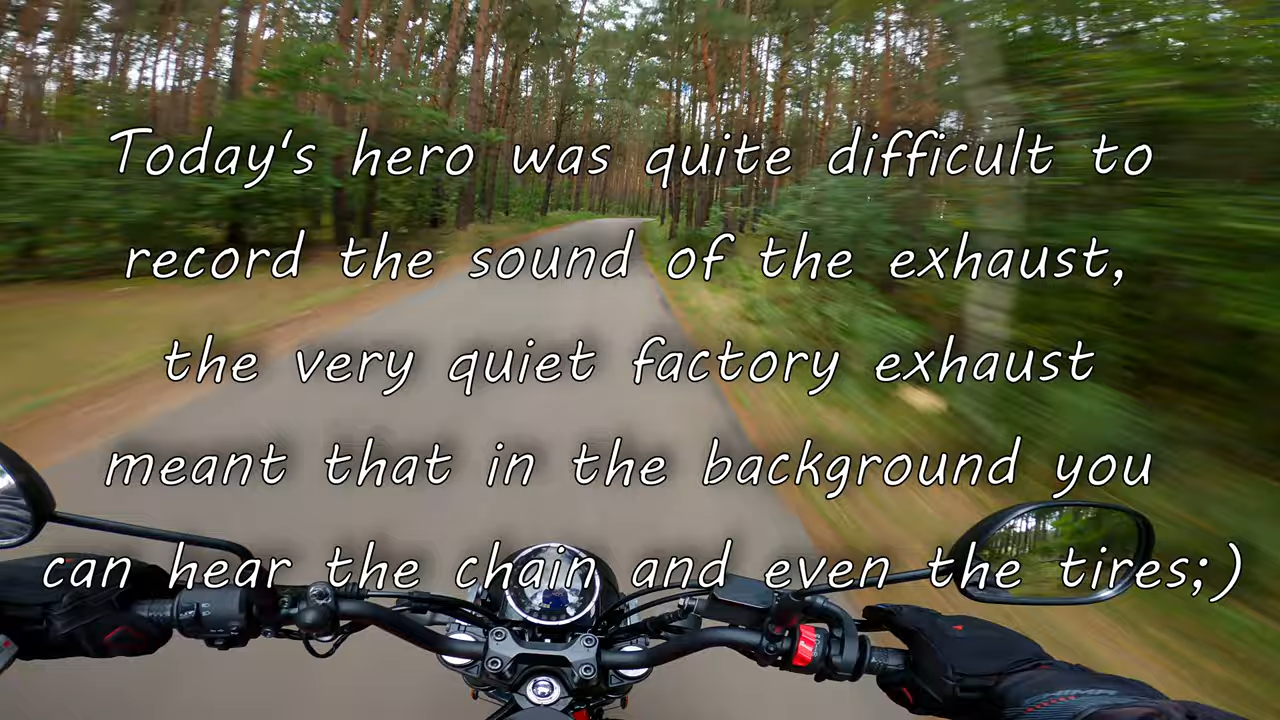 Today's hero was quite difficult to
record the sound of the exhaust,
the very quiet factory exhaust
meant that in the background you
can hear the chain and even the tires;)